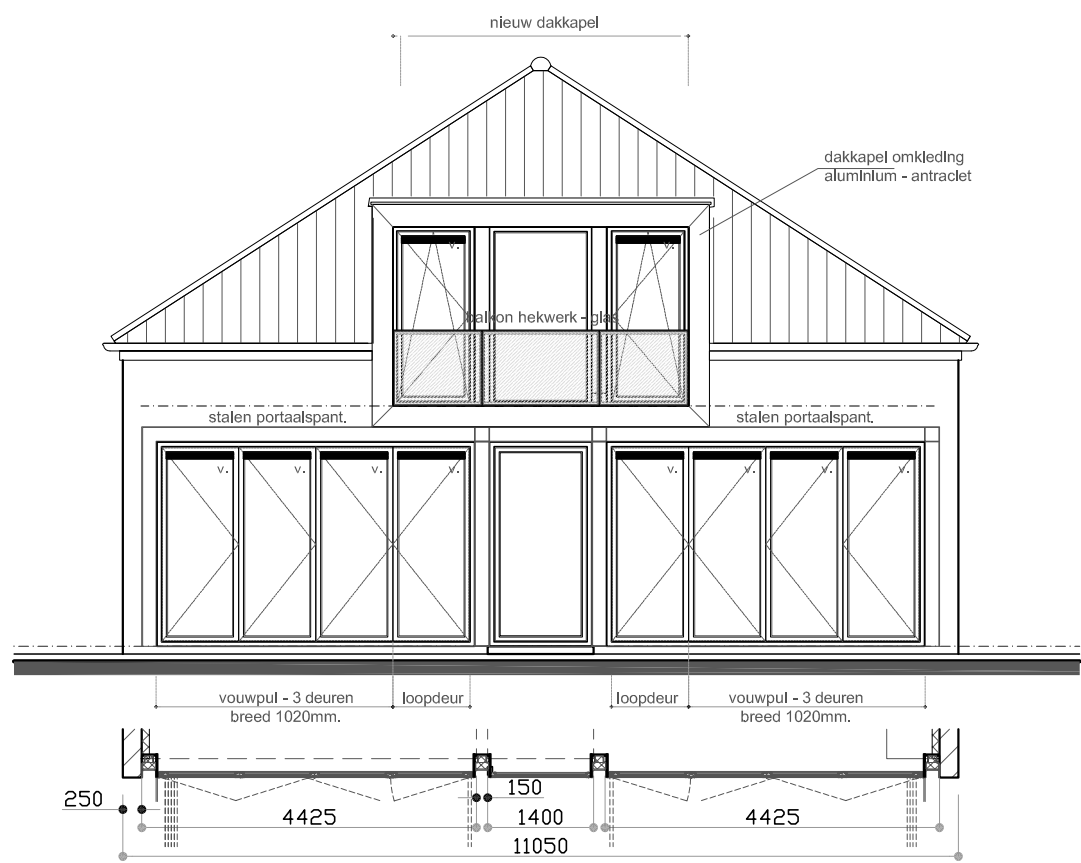 nieuw dakkapel
dakkapel omkleding
aluminium - antraciet
v. v.
balkon hekwerk - glas
stalen portaalspant. stalen portaalspant.
v. v. v. v. v. v. v. v.
vouwpui - 3 deuren loopdeur loopdeur vouwpui - 3 deuren
breed 1020mm. breed 1020mm.
250 150
4425 1400 4425
11050